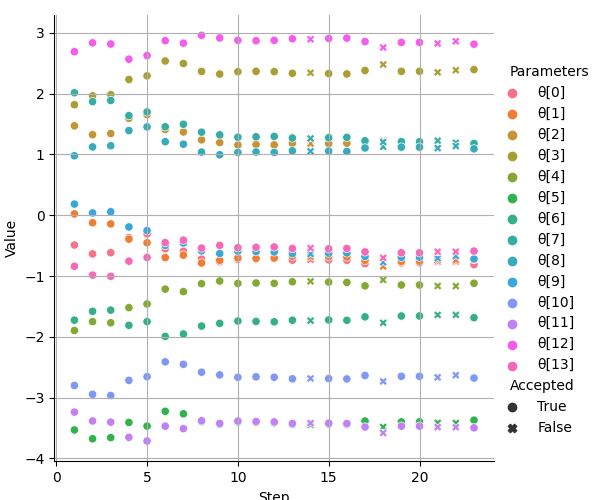 3
2
1
0
−1
−2
−3
−4
Value
0
5
10
15
20
Step
Parameters
θ[0]
θ[1]
θ[2]
θ[3]
θ[4]
θ[5]
θ[6]
θ[7]
θ[8]
θ[9]
θ[10]
θ[11]
θ[12]
θ[13]
Accepted
True
False